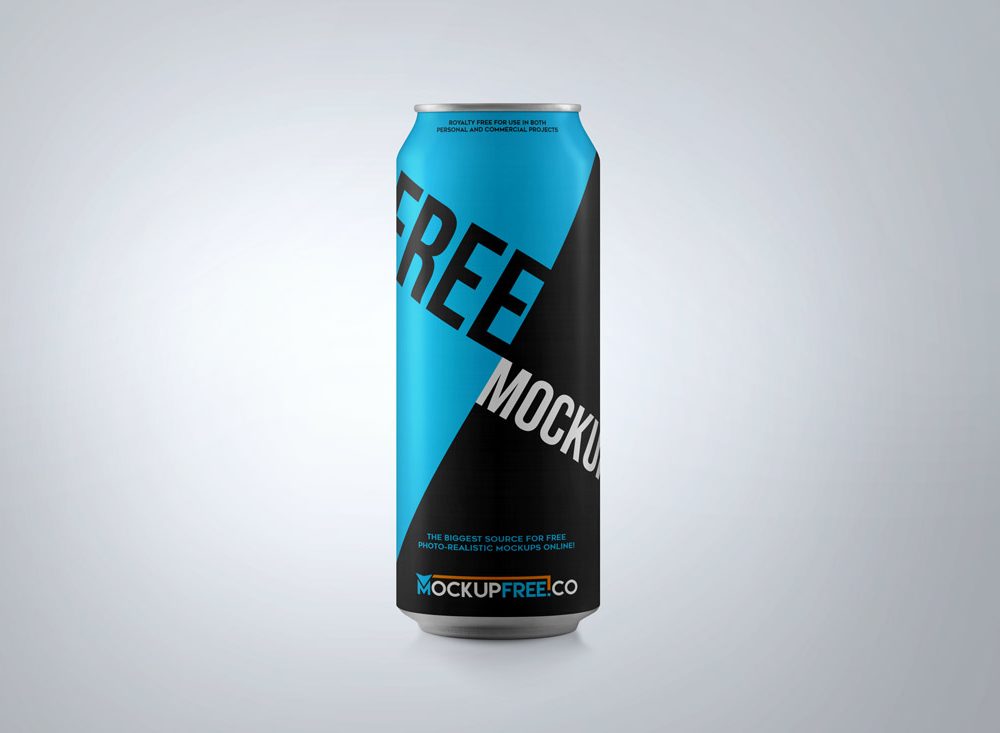 ROYALTY FREE FOR USE IN BOTH
PERSONAL AND COMMERCIAL PROJECTS
FREE
MOCKU
THE BIGGEST SOURCE FOR FREE
PHOTO-REALISTIC MOCKUPS ONLINE!
MOCKUPFREE.CO